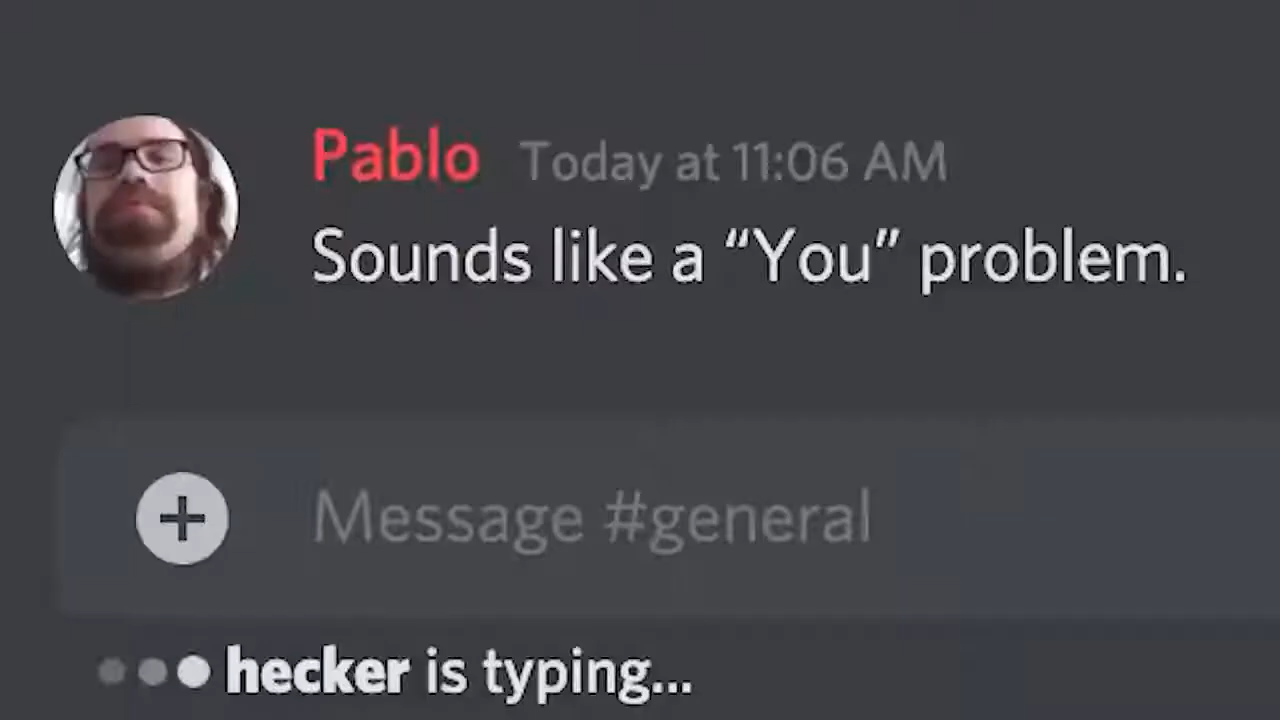 Pablo Today at 11:06 AM
Sounds like a “You” problem.
Message #general
hecker is typing...